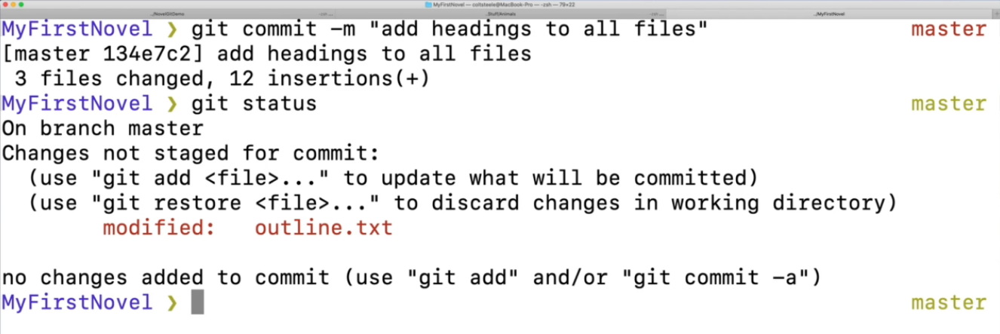 MyFirstNovel — coltsteele@MacBook-Pro — -zsh — 79×22
../NovelGitDemo -zsh ../Stuff/Animals -zsh ../MyFirstNovel
MyFirstNovel ❯ git commit -m "add headings to all files" master
[master 134e7c2] add headings to all files
3 files changed, 12 insertions(+)
MyFirstNovel ❯ git status master
On branch master
Changes not staged for commit:
(use "git add <file>..." to update what will be committed)
(use "git restore <file>..." to discard changes in working directory)
modified: outline.txt
no changes added to commit (use "git add" and/or "git commit -a")
MyFirstNovel ❯ master